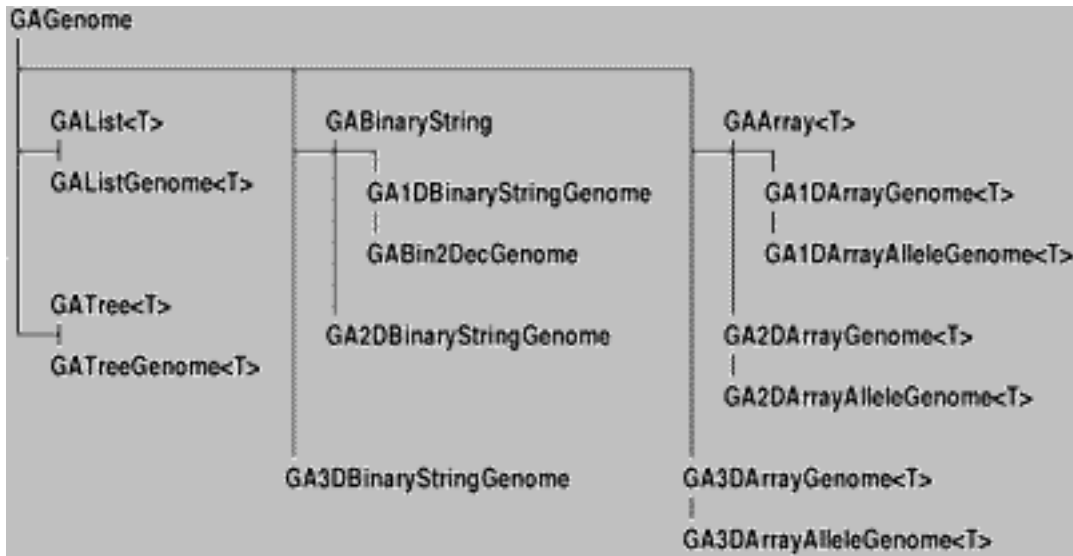 GAGenome
GAList<T>
GAListGenome<T>
GATree<T>
GATreeGenome<T>
GABinaryString
GA1DBinaryStringGenome
GABin2DecGenome
GA2DBinaryStringGenome
GA3DBinaryStringGenome
GAArray<T>
GA1DArrayGenome<T>
GA1DArrayAlleleGenome<T>
GA2DArrayGenome<T>
GA2DArrayAlleleGenome<T>
GA3DArrayGenome<T>
GA3DArrayAlleleGenome<T>